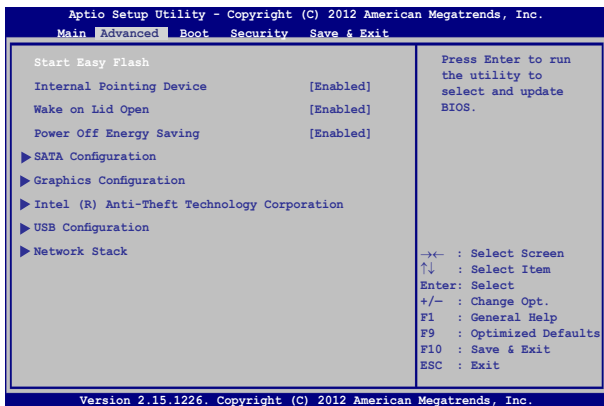 Aptio Setup Utility - Copyright (C) 2012 American Megatrends, Inc.
Main Advanced Boot Security Save & Exit
Start Easy Flash
Internal Pointing Device [Enabled]
Wake on Lid Open [Enabled]
Power Off Energy Saving [Enabled]
SATA Configuration
Graphics Configuration
Intel (R) Anti-Theft Technology Corporation
USB Configuration
Network Stack
Press Enter to run
the utility to
select and update
BIOS.
→← : Select Screen
↑↓ : Select Item
Enter: Select
+/— : Change Opt.
F1 : General Help
F9 : Optimized Defaults
F10 : Save & Exit
ESC : Exit
Version 2.15.1226. Copyright (C) 2012 American Megatrends, Inc.